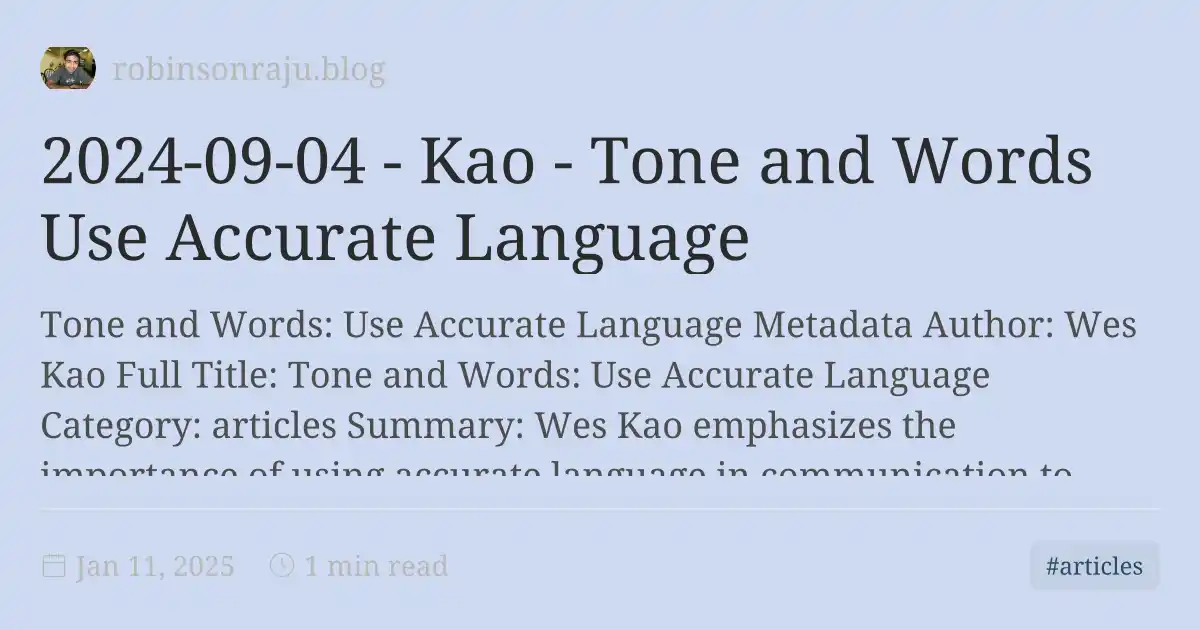 robinsonraju.blog
2024-09-04 - Kao - Tone and Words
Use Accurate Language
Tone and Words: Use Accurate Language Metadata Author: Wes
Kao Full Title: Tone and Words: Use Accurate Language
Category: articles Summary: Wes Kao emphasizes the
importance of using accurate language in communication to
Jan 11, 2025
1 min read
#articles